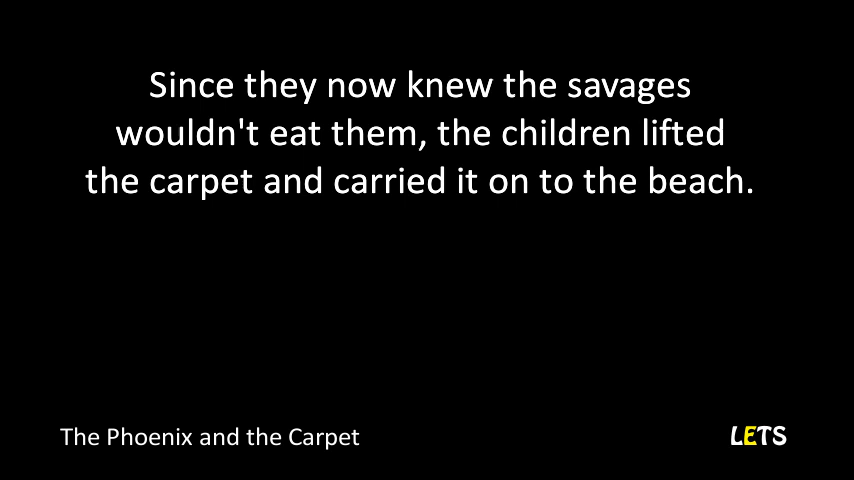 Since they now knew the savages
wouldn't eat them, the children lifted
the carpet and carried it on to the beach.
The Phoenix and the Carpet
LETS